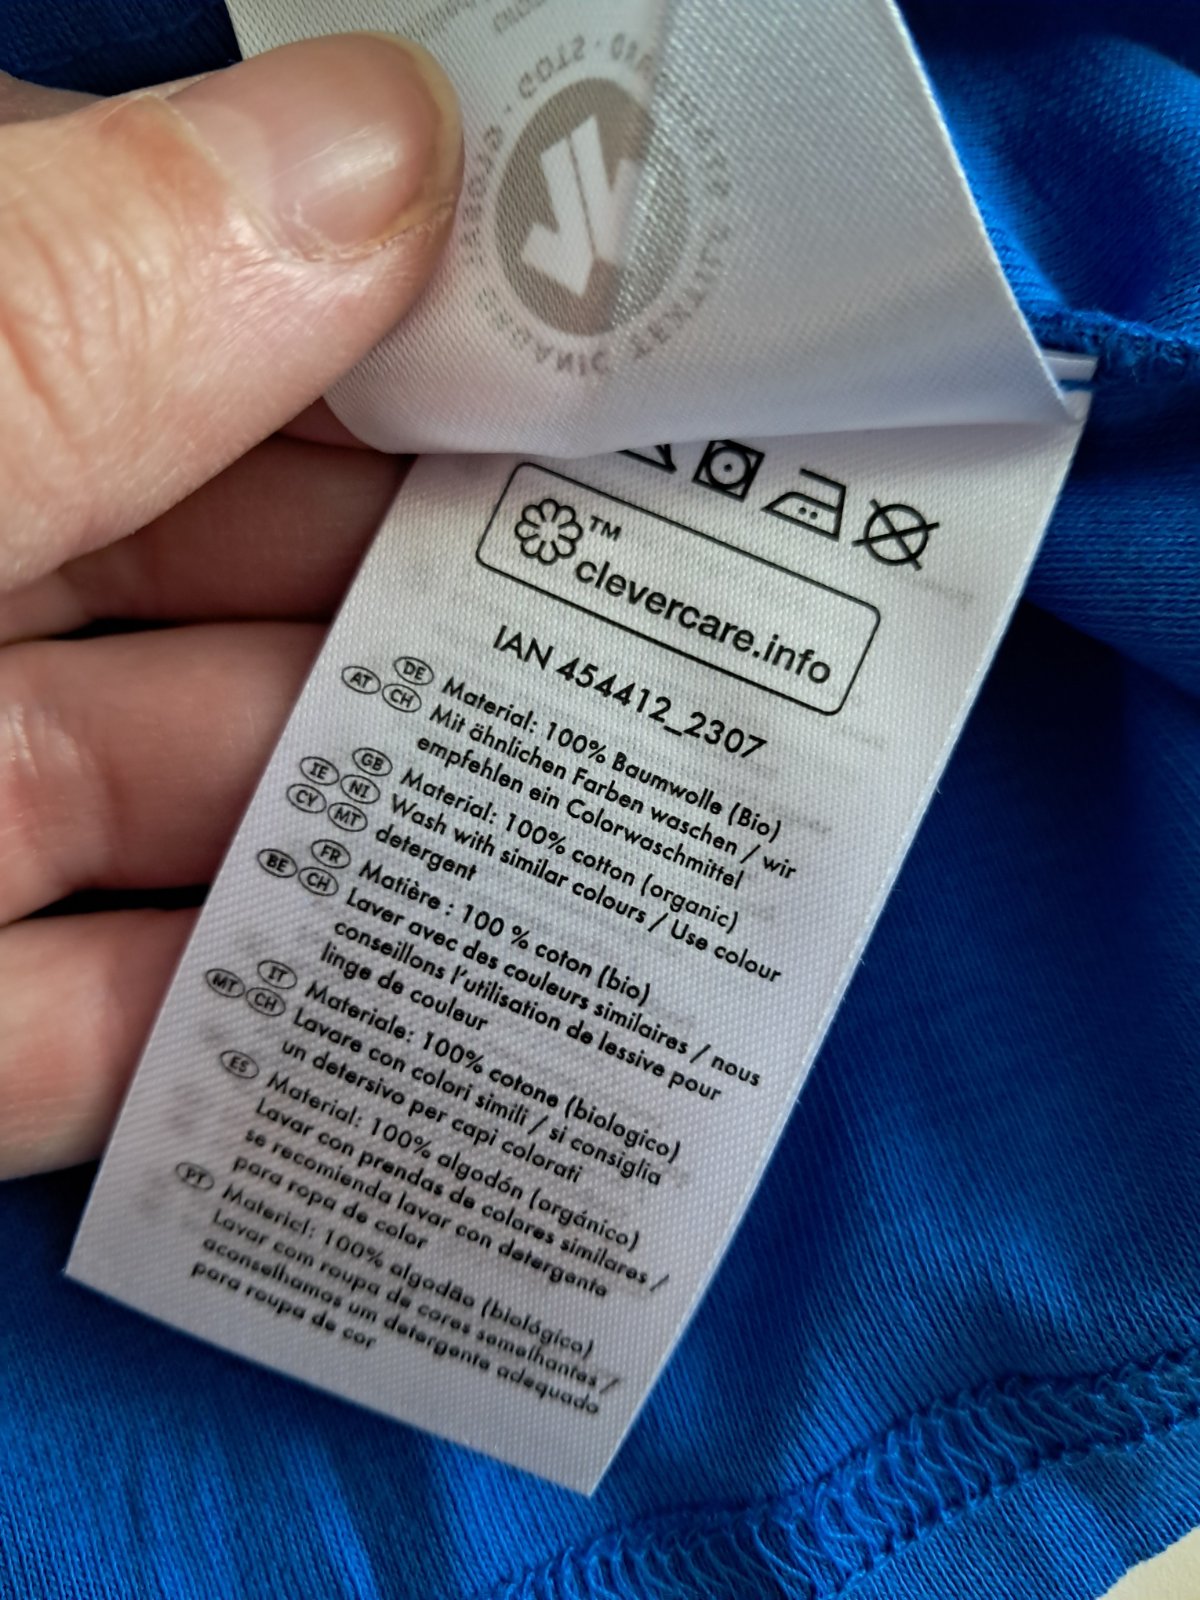 GOTS
ORGANIC TEXTILE
TM
clevercare.info
IAN 454412_2307
DE Material: 100% Baumwolle (Bio)
AT CH Mit ähnlichen Farben waschen / wir
empfehlen ein Colorwaschmittel
GB Material: 100% cotton (organic)
IE NI Wash with similar colours / Use colour
CY MT detergent
FR Matière : 100 % coton (bio)
BE CH Laver avec des couleurs similaires / nous
conseillons l'utilisation de lessive pour
linge de couleur
IT Materiale: 100% cotone (biologico)
MT CH Lavare con colori simili / si consiglia
un detersivo per capi colorati
ES Material: 100% algodón (orgánico)
Lavar con prendas de colores similares /
se recomienda lavar con detergente
para ropa de color
PT Matericl: 100% algodão (biológico)
Lavar com roupa de cores semelhantes /
aconselhamos um detergente adequado
para roupa de cor